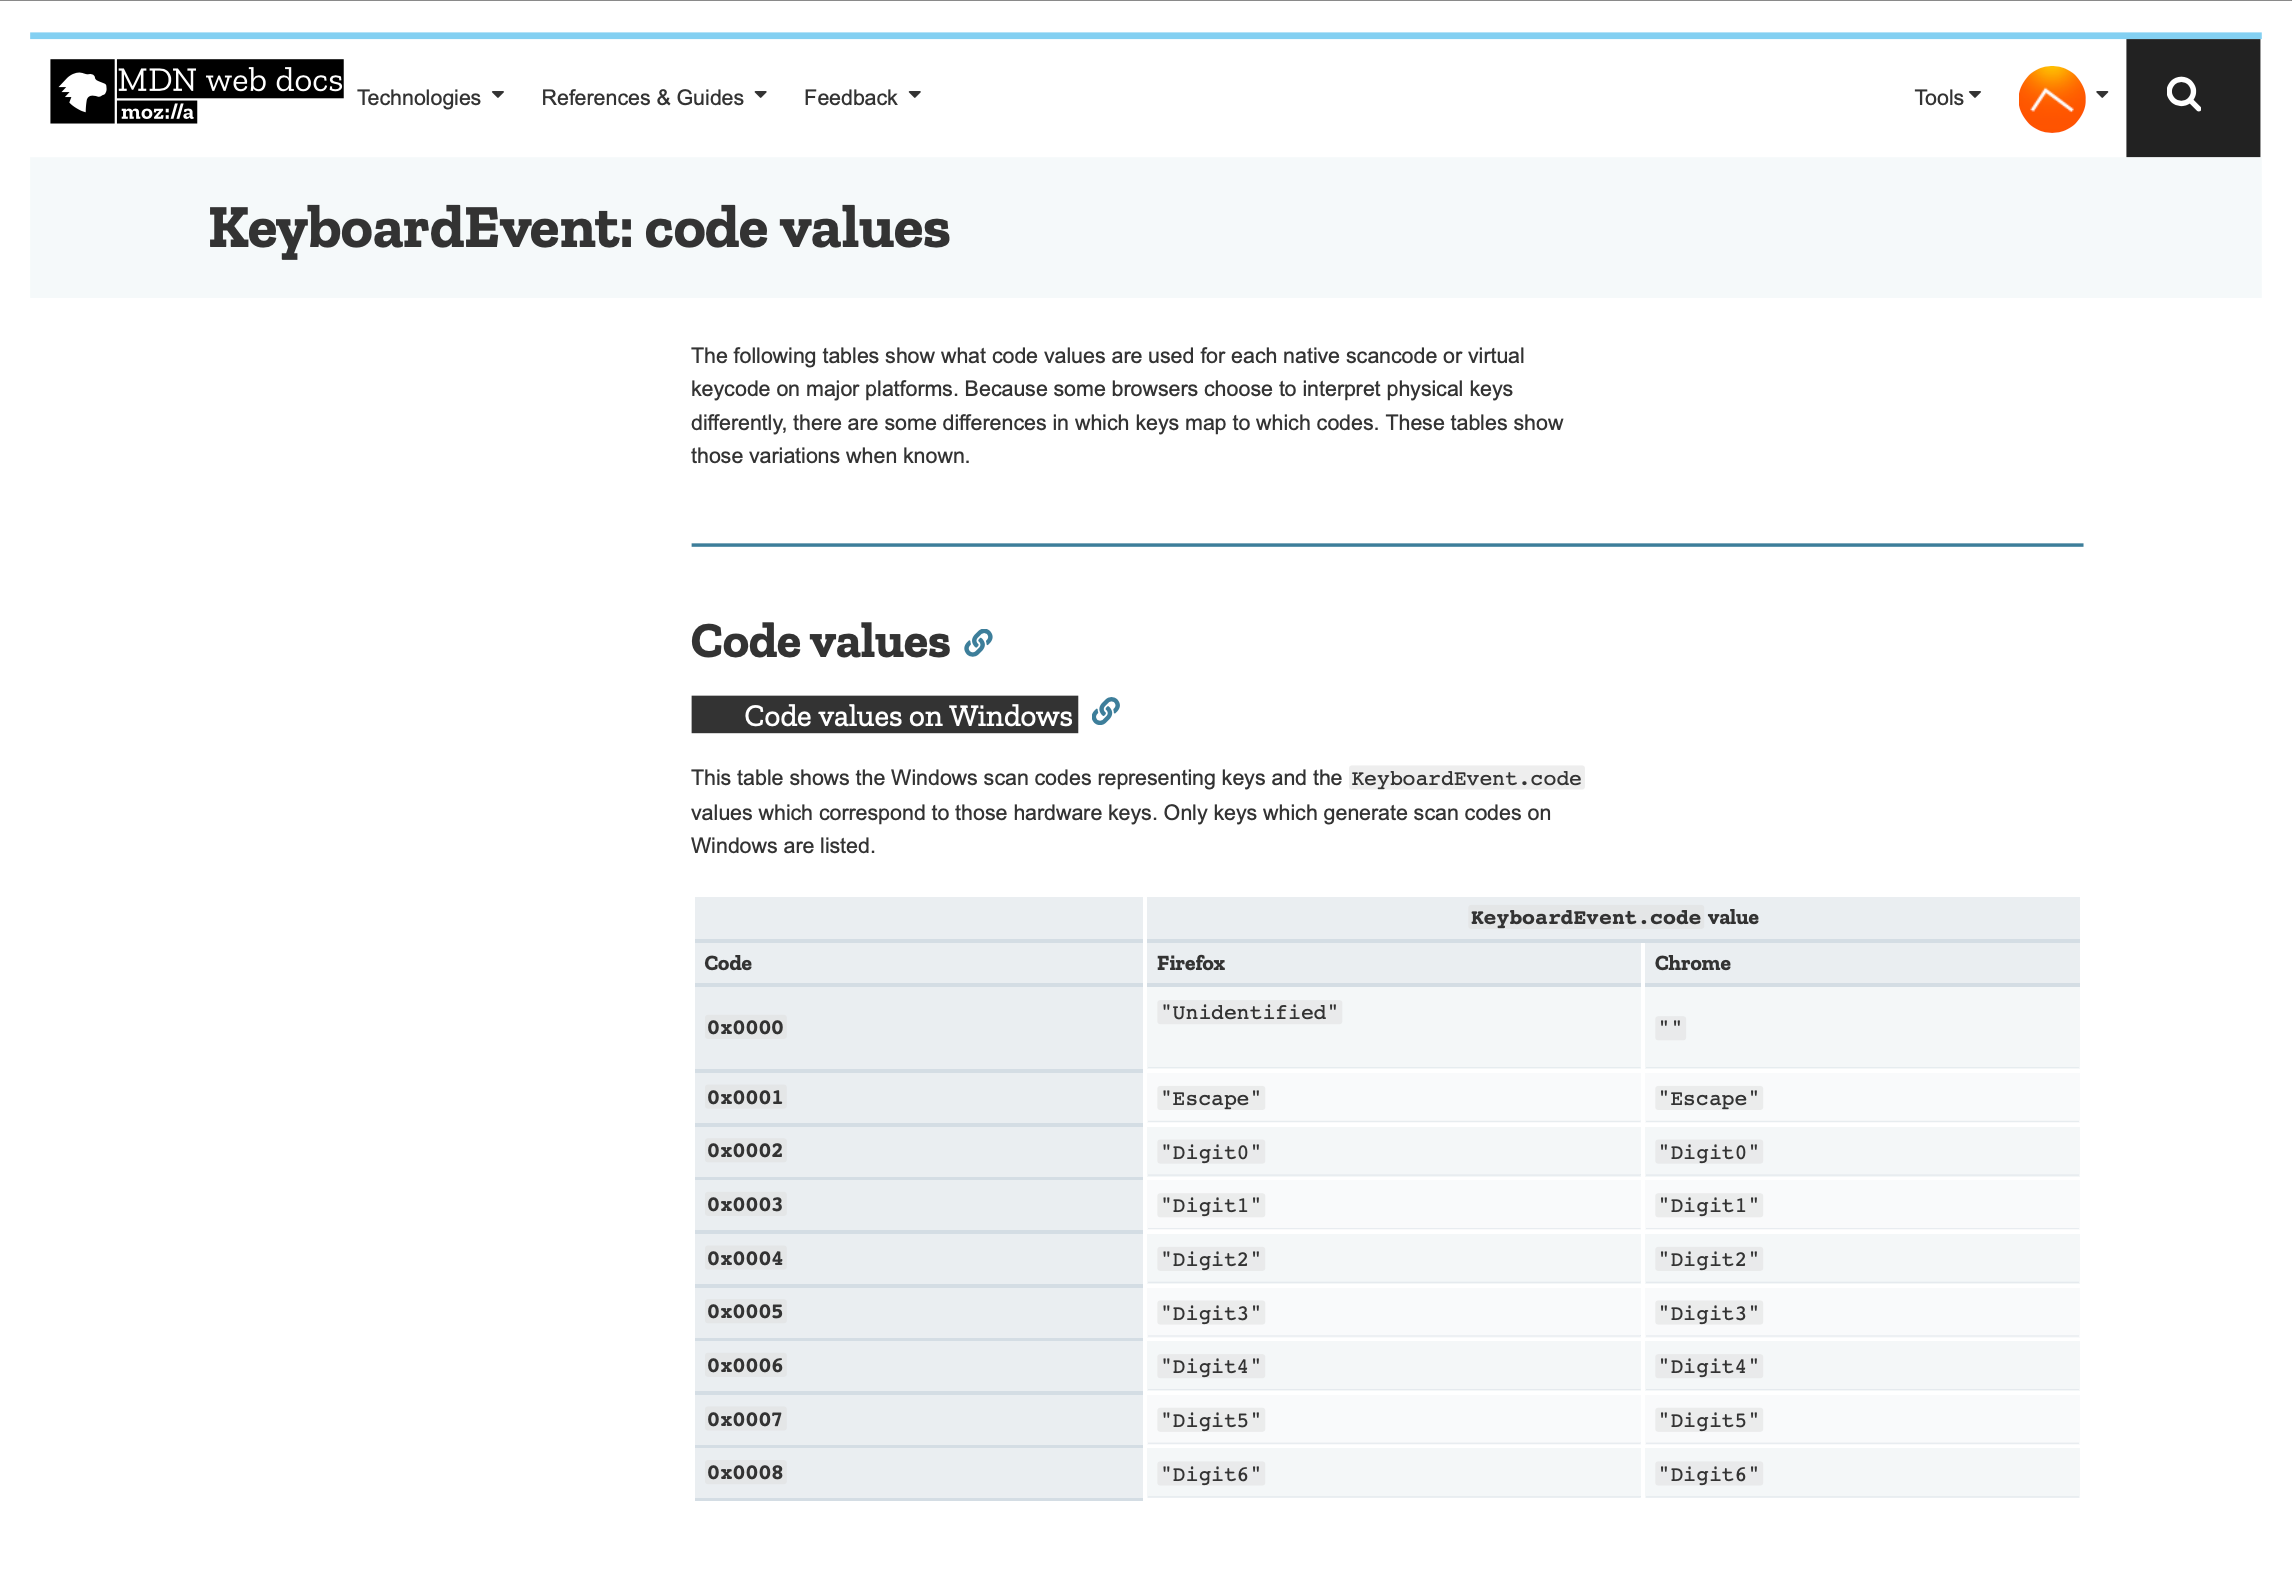 MDN web docs
moz://a
Technologies References & Guides Feedback Tools
KeyboardEvent: code values
The following tables show what code values are used for each native scancode or virtual
keycode on major platforms. Because some browsers choose to interpret physical keys
differently, there are some differences in which keys map to which codes. These tables show
those variations when known.
Code values
Code values on Windows
This table shows the Windows scan codes representing keys and the KeyboardEvent.code
values which correspond to those hardware keys. Only keys which generate scan codes on
Windows are listed.
KeyboardEvent.code value
Code Firefox Chrome
0x0000 "Unidentified" ""
0x0001 "Escape" "Escape"
0x0002 "Digit0" "Digit0"
0x0003 "Digit1" "Digit1"
0x0004 "Digit2" "Digit2"
0x0005 "Digit3" "Digit3"
0x0006 "Digit4" "Digit4"
0x0007 "Digit5" "Digit5"
0x0008 "Digit6" "Digit6"